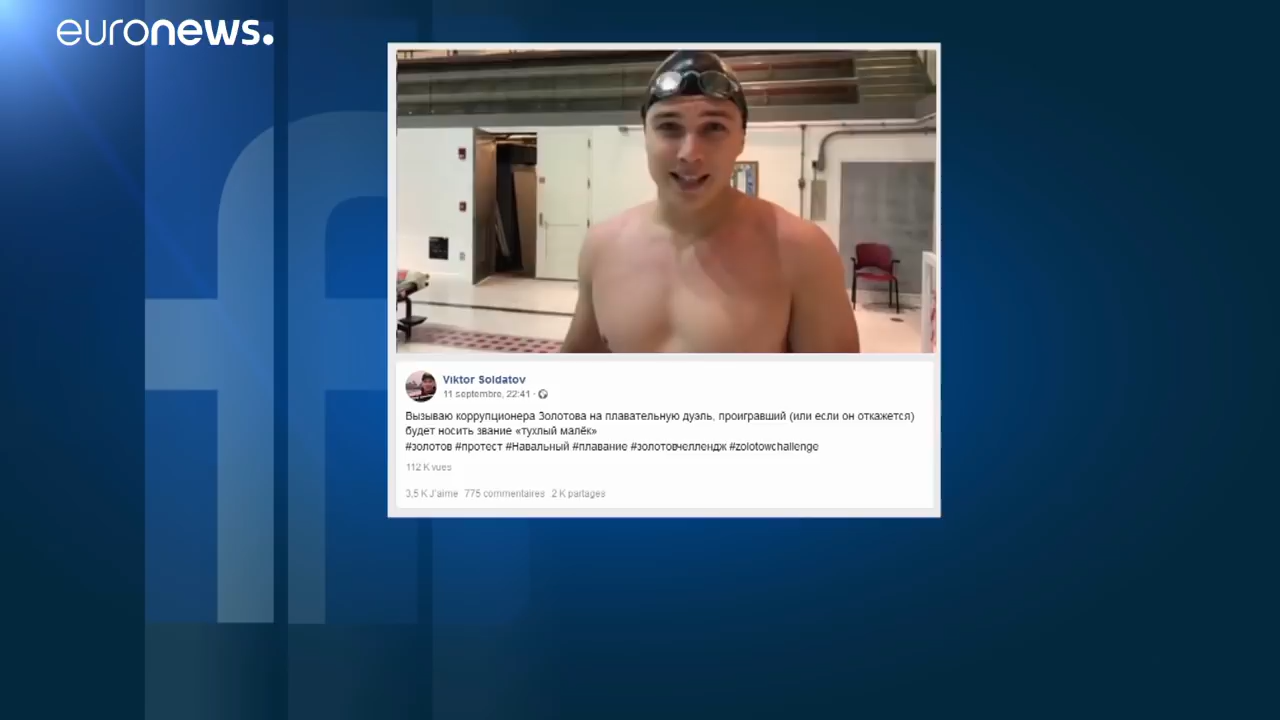 euronews.
Viktor Soldatov
11 septembre, 22:41 ·
Вызываю коррупционера Золотова на плавательную дуэль, проигравший (или если он откажется)
будет носить звание «тухлый малёк»
#золотов #протест #Навальный #плавание #золотовчеллендж #zolotowchallenge
112 K vues
3,5 K J'aime 775 commentaires 2 K partages